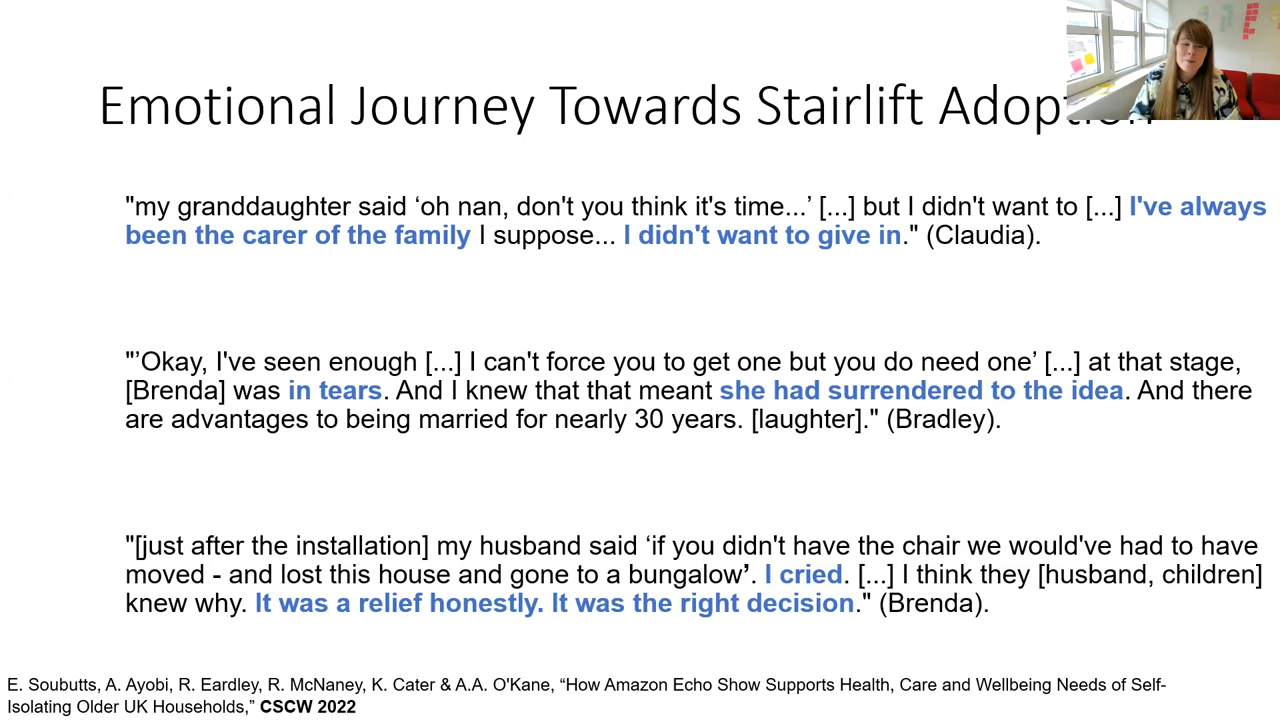 Emotional Journey Towards Stairlift Adoption
"my granddaughter said ‘oh nan, don't you think it's time...’ [...] but I didn't want to [...] I've always
been the carer of the family I suppose... I didn't want to give in." (Claudia).
"’Okay, I've seen enough [...] I can't force you to get one but you do need one’ [...] at that stage,
[Brenda] was in tears. And I knew that that meant she had surrendered to the idea. And there
are advantages to being married for nearly 30 years. [laughter]." (Bradley).
"[just after the installation] my husband said ‘if you didn't have the chair we would've had to have
moved - and lost this house and gone to a bungalow’. I cried. [...] I think they [husband, children]
knew why. It was a relief honestly. It was the right decision." (Brenda).
E. Soubutts, A. Ayobi, R. Eardley, R. McNaney, K. Cater & A.A. O'Kane, “How Amazon Echo Show Supports Health, Care and Wellbeing Needs of Self-
Isolating Older UK Households,” CSCW 2022